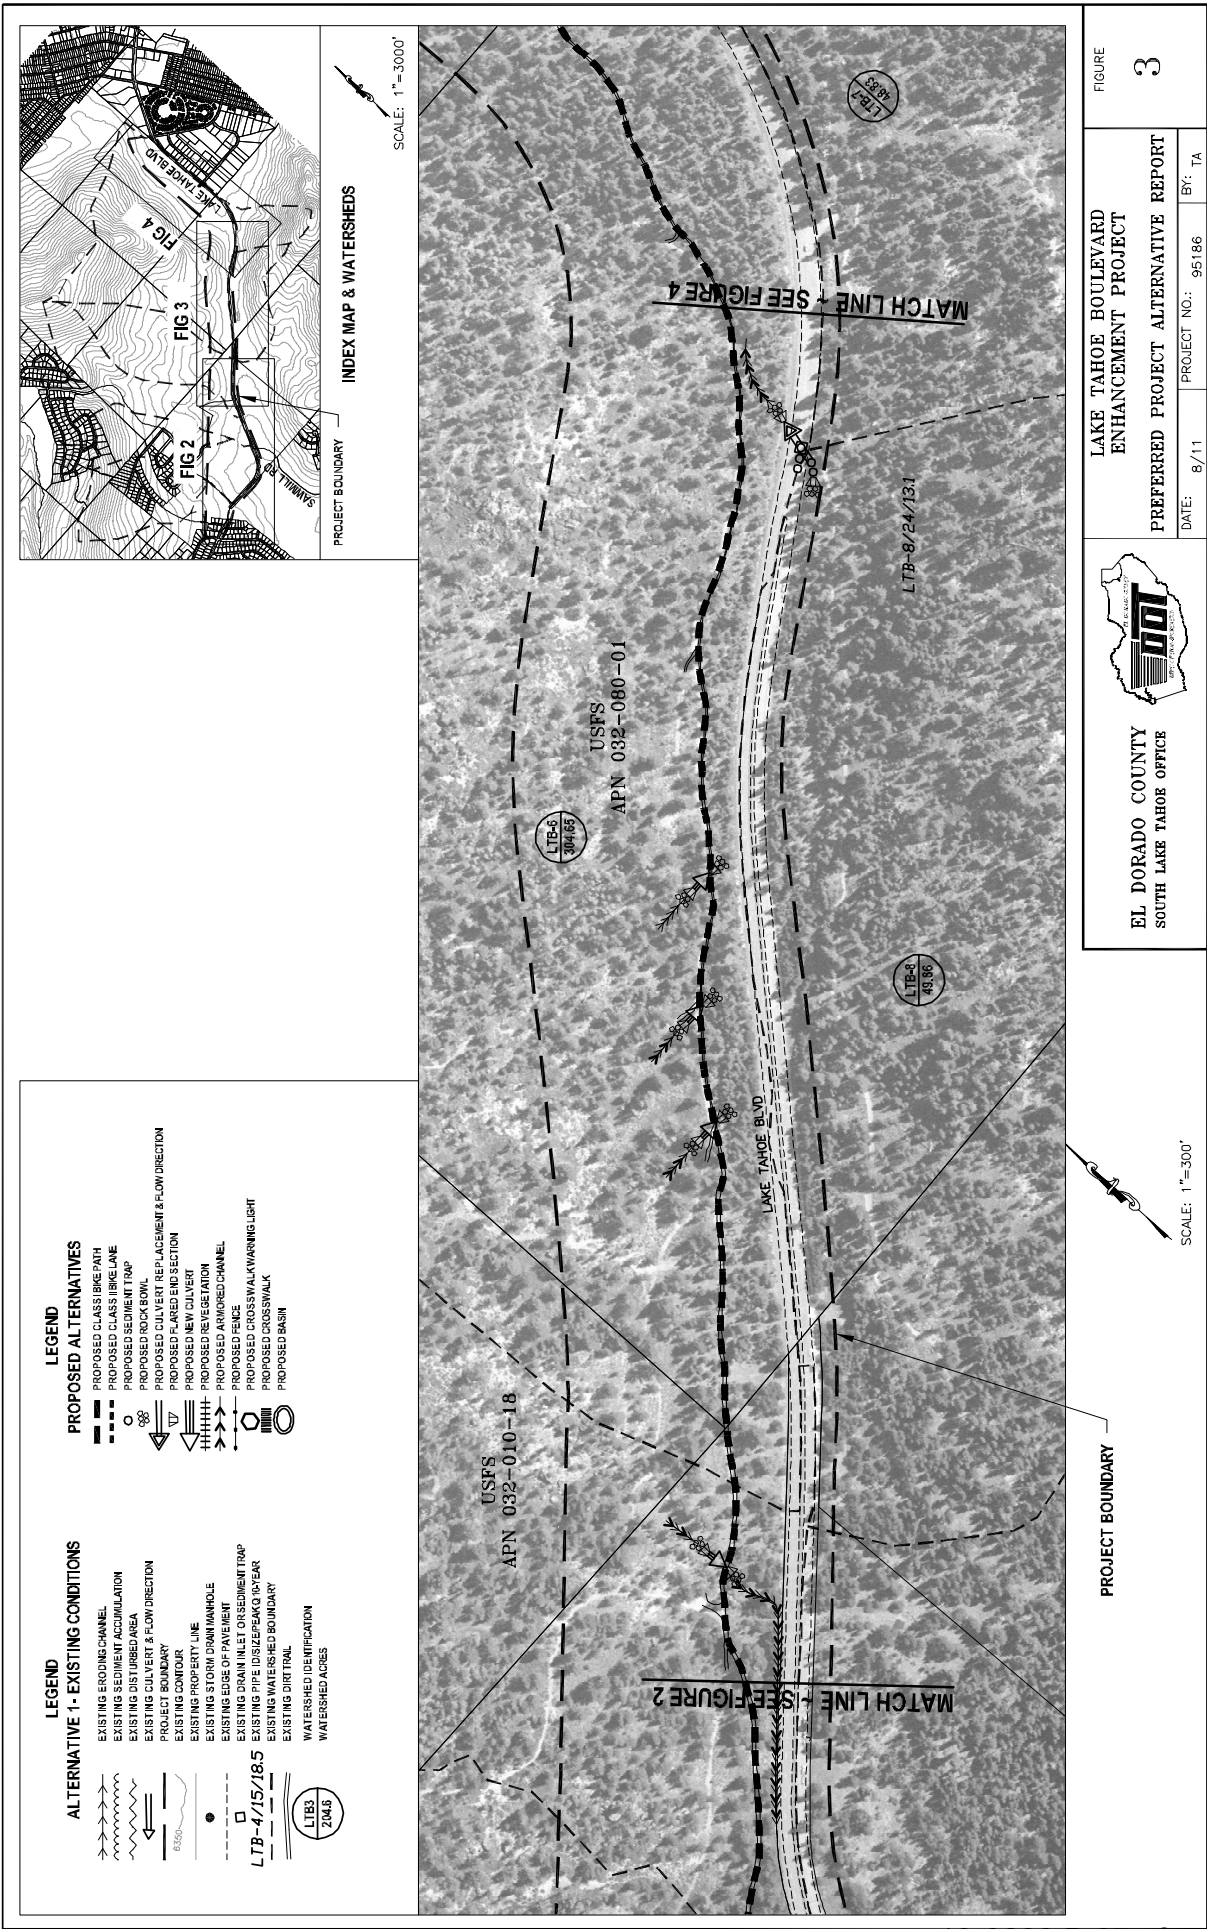 LEGEND
ALTERNATIVE 1 - EXISTING CONDITIONS
EXISTING ERODING CHANNEL
EXISTING SEDIMENT ACCUMULATION
EXISTING DISTURBED AREA
EXISTING CULVERT & FLOW DIRECTION
PROJECT BOUNDARY
6350
EXISTING CONTOUR
EXISTING PROPERTY LINE
EXISTING STORM DRAIN MANHOLE
EXISTING EDGE OF PAVEMENT
EXISTING DRAIN INLET OR SEDIMENT TRAP
LTB-4/15/18.5
EXISTING PIPE ID/SIZE/PEAK Q 10-YEAR
EXISTING WATERSHED BOUNDARY
EXISTING DIRT TRAIL
LTB3
204.6
WATERSHED IDENTIFICATION
WATERSHED ACRES
LEGEND
PROPOSED ALTERNATIVES
PROPOSED CLASS I BIKE PATH
PROPOSED CLASS II BIKE LANE
PROPOSED SEDIMENT TRAP
PROPOSED ROCK BOWL
PROPOSED CULVERT REPLACEMENT & FLOW DIRECTION
PROPOSED FLARED END SECTION
PROPOSED NEW CULVERT
PROPOSED REVEGETATION
PROPOSED ARMORED CHANNEL
PROPOSED FENCE
PROPOSED CROSSWALK WARNING LIGHT
PROPOSED CROSSWALK
PROPOSED BASIN
FIG 2
FIG 3
FIG 4
LAKE TAHOE BLVD
SAWMILL RD
PROJECT BOUNDARY
INDEX MAP & WATERSHEDS
SCALE: 1"=3000'
USFS
APN 032-010-18
USFS
APN 032-080-01
LTB-6
304.65
LTB-7
48.83
LTB-8
49.86
LTB-8/24/13.1
LAKE TAHOE BLVD
MATCH LINE ~ SEE FIGURE 2
MATCH LINE ~ SEE FIGURE 4
PROJECT BOUNDARY
SCALE: 1"=300'
EL DORADO COUNTY
SOUTH LAKE TAHOE OFFICE
DOT
LAKE TAHOE BOULEVARD
ENHANCEMENT PROJECT
PREFERRED PROJECT ALTERNATIVE REPORT
DATE: 8/11
PROJECT NO.: 95186
BY: TA
FIGURE
3